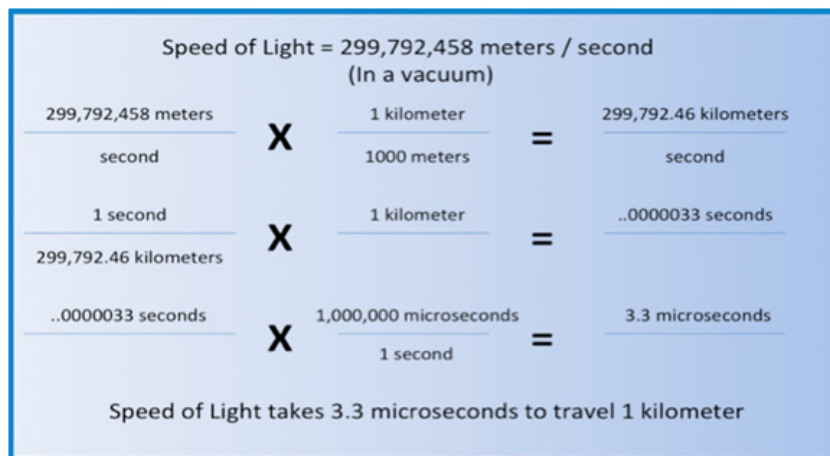 Speed of Light = 299,792,458 meters / second
(In a vacuum)
299,792,458 meters
second
X
1 kilometer
1000 meters
=
299,792.46 kilometers
second
1 second
299,792.46 kilometers
X
1 kilometer
=
..0000033 seconds
..0000033 seconds
X
1,000,000 microseconds
1 second
=
3.3 microseconds
Speed of Light takes 3.3 microseconds to travel 1 kilometer